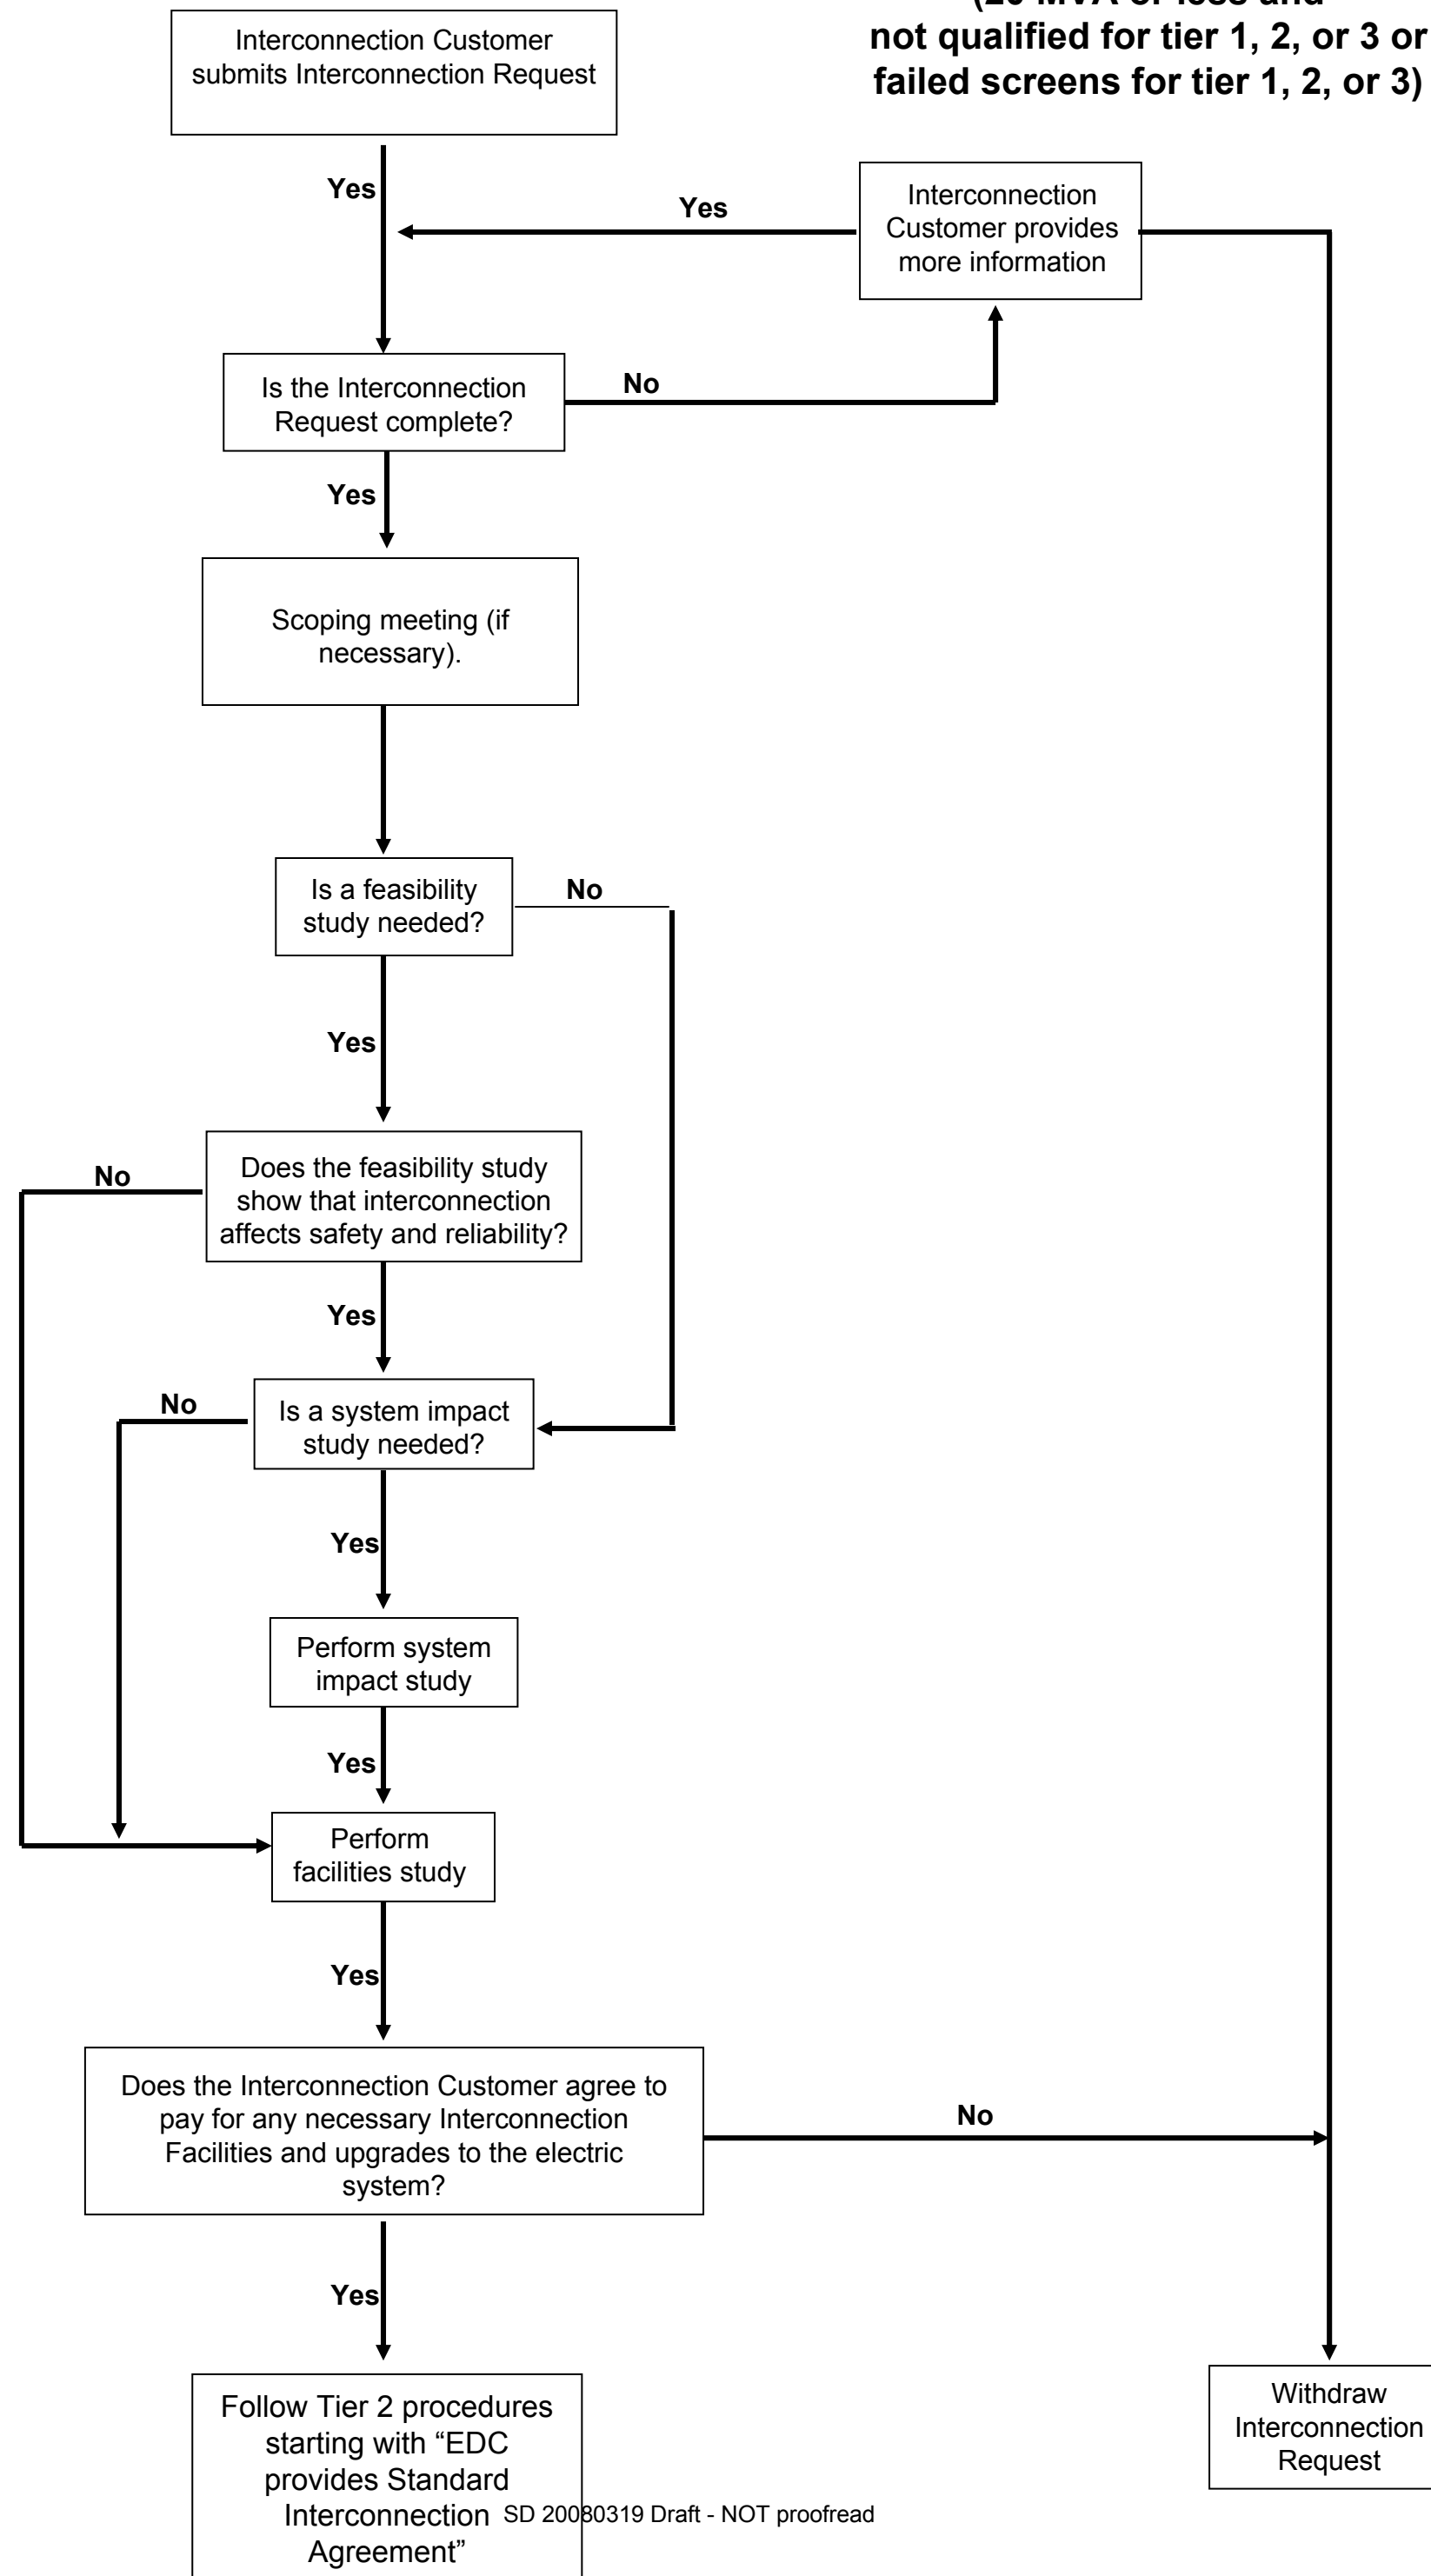 (20 MVA or less and
not qualified for tier 1, 2, or 3 or
failed screens for tier 1, 2, or 3)
Interconnection Customer
submits Interconnection Request
Yes
Yes
Interconnection
Customer provides
more information
Is the Interconnection
Request complete?
No
Yes
Scoping meeting (if
necessary).
Is a feasibility
study needed?
No
Yes
No
Does the feasibility study
show that interconnection
affects safety and reliability?
Yes
No
Is a system impact
study needed?
Yes
Perform system
impact study
Yes
Perform
facilities study
Yes
Does the Interconnection Customer agree to
pay for any necessary Interconnection
Facilities and upgrades to the electric
system?
No
Yes
Follow Tier 2 procedures
starting with “EDC
provides Standard
Interconnection
Agreement”
Withdraw
Interconnection
Request
SD 20080319 Draft - NOT proofread